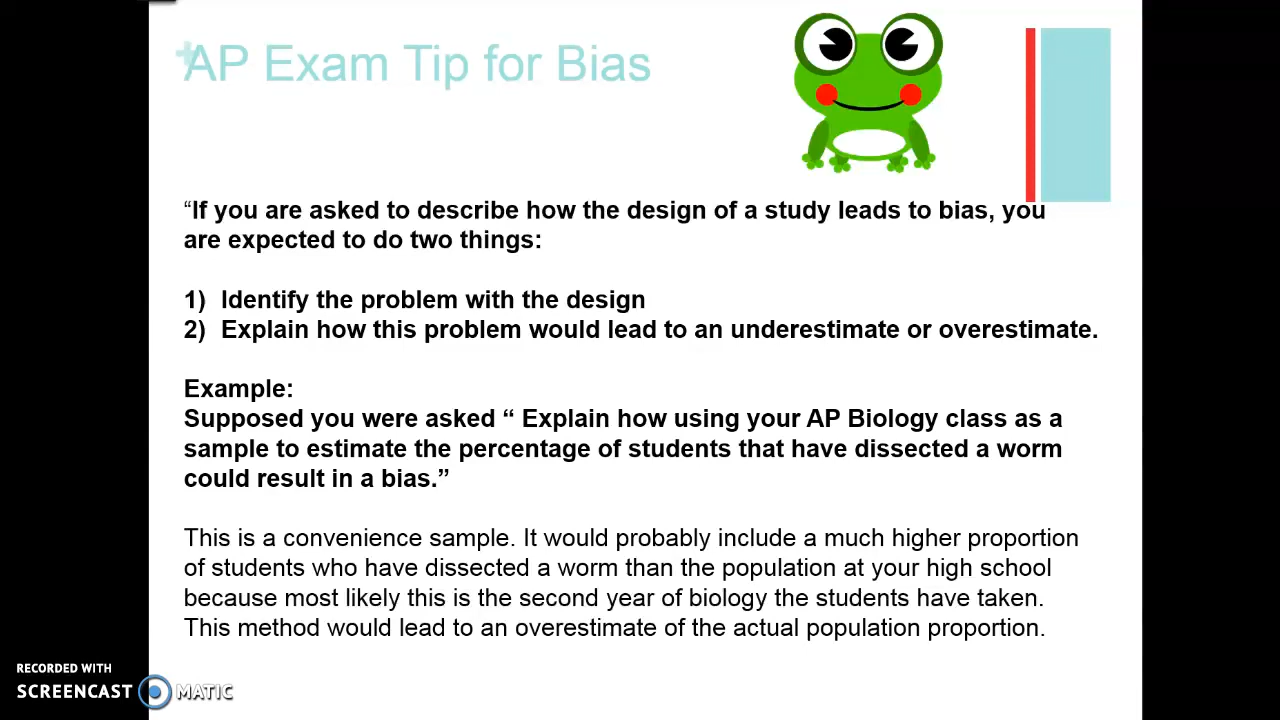 AP Exam Tip for Bias
“If you are asked to describe how the design of a study leads to bias, you
are expected to do two things:
1) Identify the problem with the design
2) Explain how this problem would lead to an underestimate or overestimate.
Example:
Supposed you were asked “ Explain how using your AP Biology class as a
sample to estimate the percentage of students that have dissected a worm
could result in a bias.”
This is a convenience sample. It would probably include a much higher proportion
of students who have dissected a worm than the population at your high school
because most likely this is the second year of biology the students have taken.
This method would lead to an overestimate of the actual population proportion.
RECORDED WITH
SCREENCAST MATIC